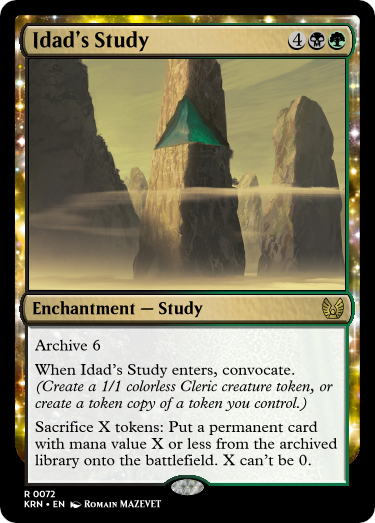 Idad's Study
4
Enchantment — Study
Archive 6
When Idad's Study enters, convocate.
(Create a 1/1 colorless Cleric creature token, or
create a token copy of a token you control.)
Sacrifice X tokens: Put a permanent card
with mana value X or less from the archived
library onto the battlefield. X can't be 0.
R 0072
KRN • EN Romain MAZEVET